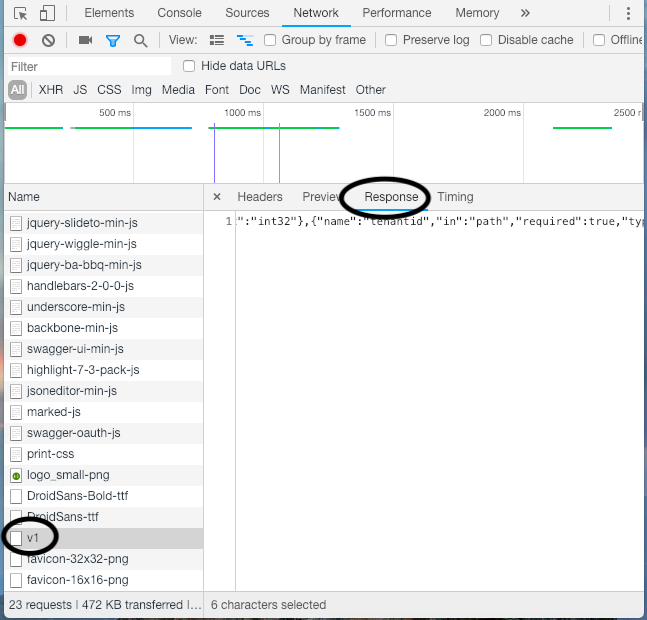 Elements Console Sources Network Performance Memory »
View: Group by frame Preserve log Disable cache Offline
Filter Hide data URLs
All XHR JS CSS Img Media Font Doc WS Manifest Other
500 ms 1000 ms 1500 ms 2000 ms 2500 r
Name
× Headers Preview Response Timing
1 :":"int32"},{"name":"tenantid","in":"path","required":true,"typ
jquery-slideto-min-js
jquery-wiggle-min-js
jquery-ba-bbq-min-js
handlebars-2-0-0-js
underscore-min-js
backbone-min-js
swagger-ui-min-js
highlight-7-3-pack-js
jsoneditor-min-js
marked-js
swagger-oauth-js
print-css
logo_small-png
DroidSans-Bold-ttf
DroidSans-ttf
v1
favicon-32x32-png
favicon-16x16-png
23 requests | 472 KB transferred |...
6 characters selected